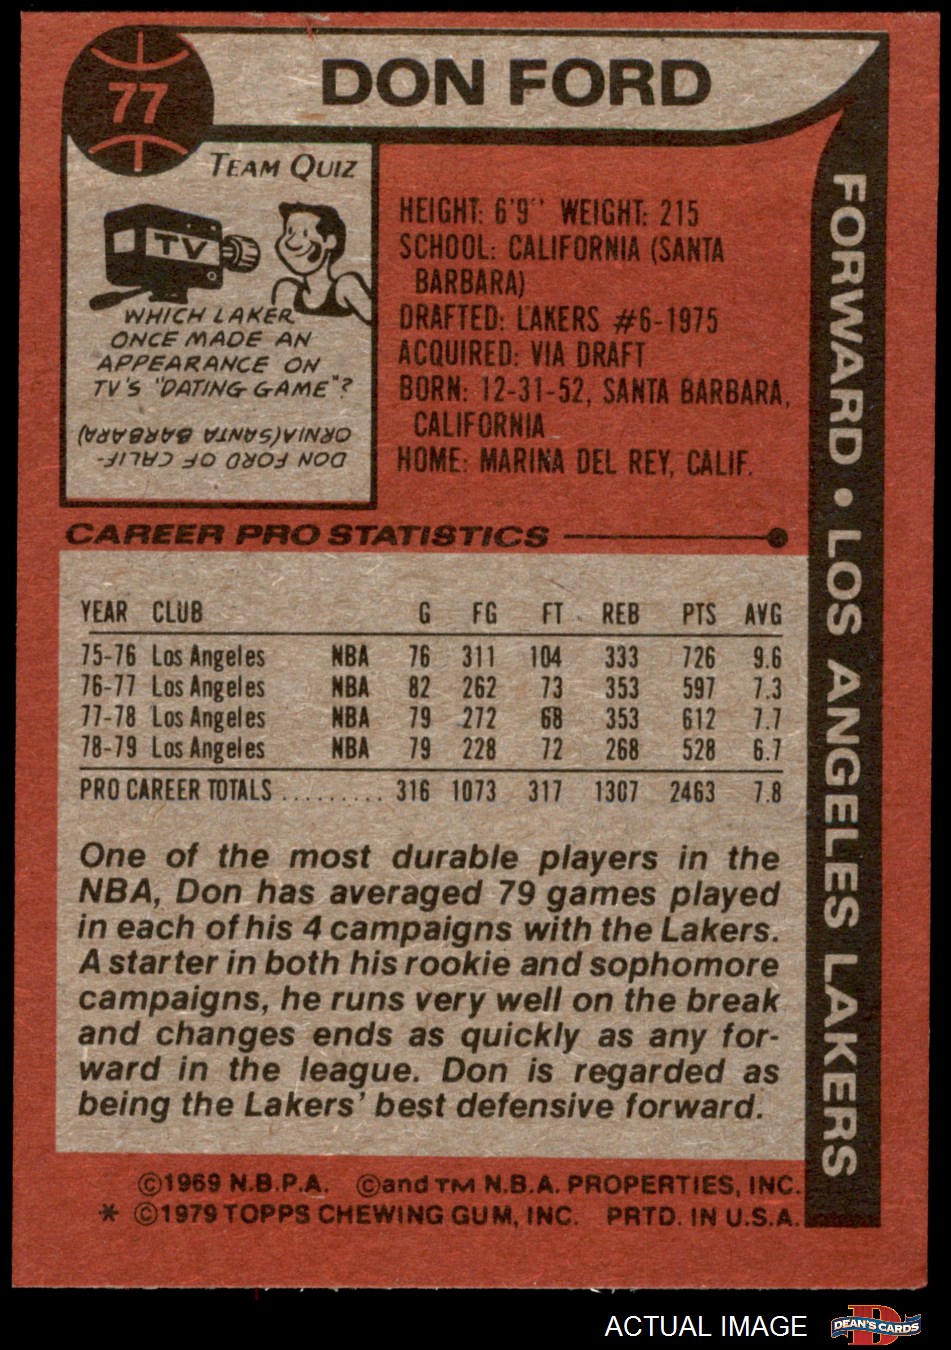 77
DON FORD
TEAM QUIZ
TV
WHICH LAKER
ONCE MADE AN
APPEARANCE ON
TV'S "DATING GAME"?
DON FORD OF CALIF-
ORNIA (SANTA BARBARA)
HEIGHT: 6'9" WEIGHT: 215
SCHOOL: CALIFORNIA (SANTA
BARBARA)
DRAFTED: LAKERS #6-1975
ACQUIRED: VIA DRAFT
BORN: 12-31-52, SANTA BARBARA,
CALIFORNIA
HOME: MARINA DEL REY, CALIF.
FORWARD • LOS ANGELES LAKERS
CAREER PRO STATISTICS
YEAR CLUB G FG FT REB PTS AVG
75-76 Los Angeles NBA 76 311 104 333 726 9.6
76-77 Los Angeles NBA 82 262 73 353 597 7.3
77-78 Los Angeles NBA 79 272 68 353 612 7.7
78-79 Los Angeles NBA 79 228 72 268 528 6.7
PRO CAREER TOTALS .......... 316 1073 317 1307 2463 7.8
One of the most durable players in the
NBA, Don has averaged 79 games played
in each of his 4 campaigns with the Lakers.
A starter in both his rookie and sophomore
campaigns, he runs very well on the break
and changes ends as quickly as any for-
ward in the league. Don is regarded as
being the Lakers' best defensive forward.
©1969 N.B.P.A. ©and TM N.B.A. PROPERTIES, INC.
* ©1979 TOPPS CHEWING GUM, INC. PRTD. IN U.S.A.
ACTUAL IMAGE
D
DEAN'S CARDS